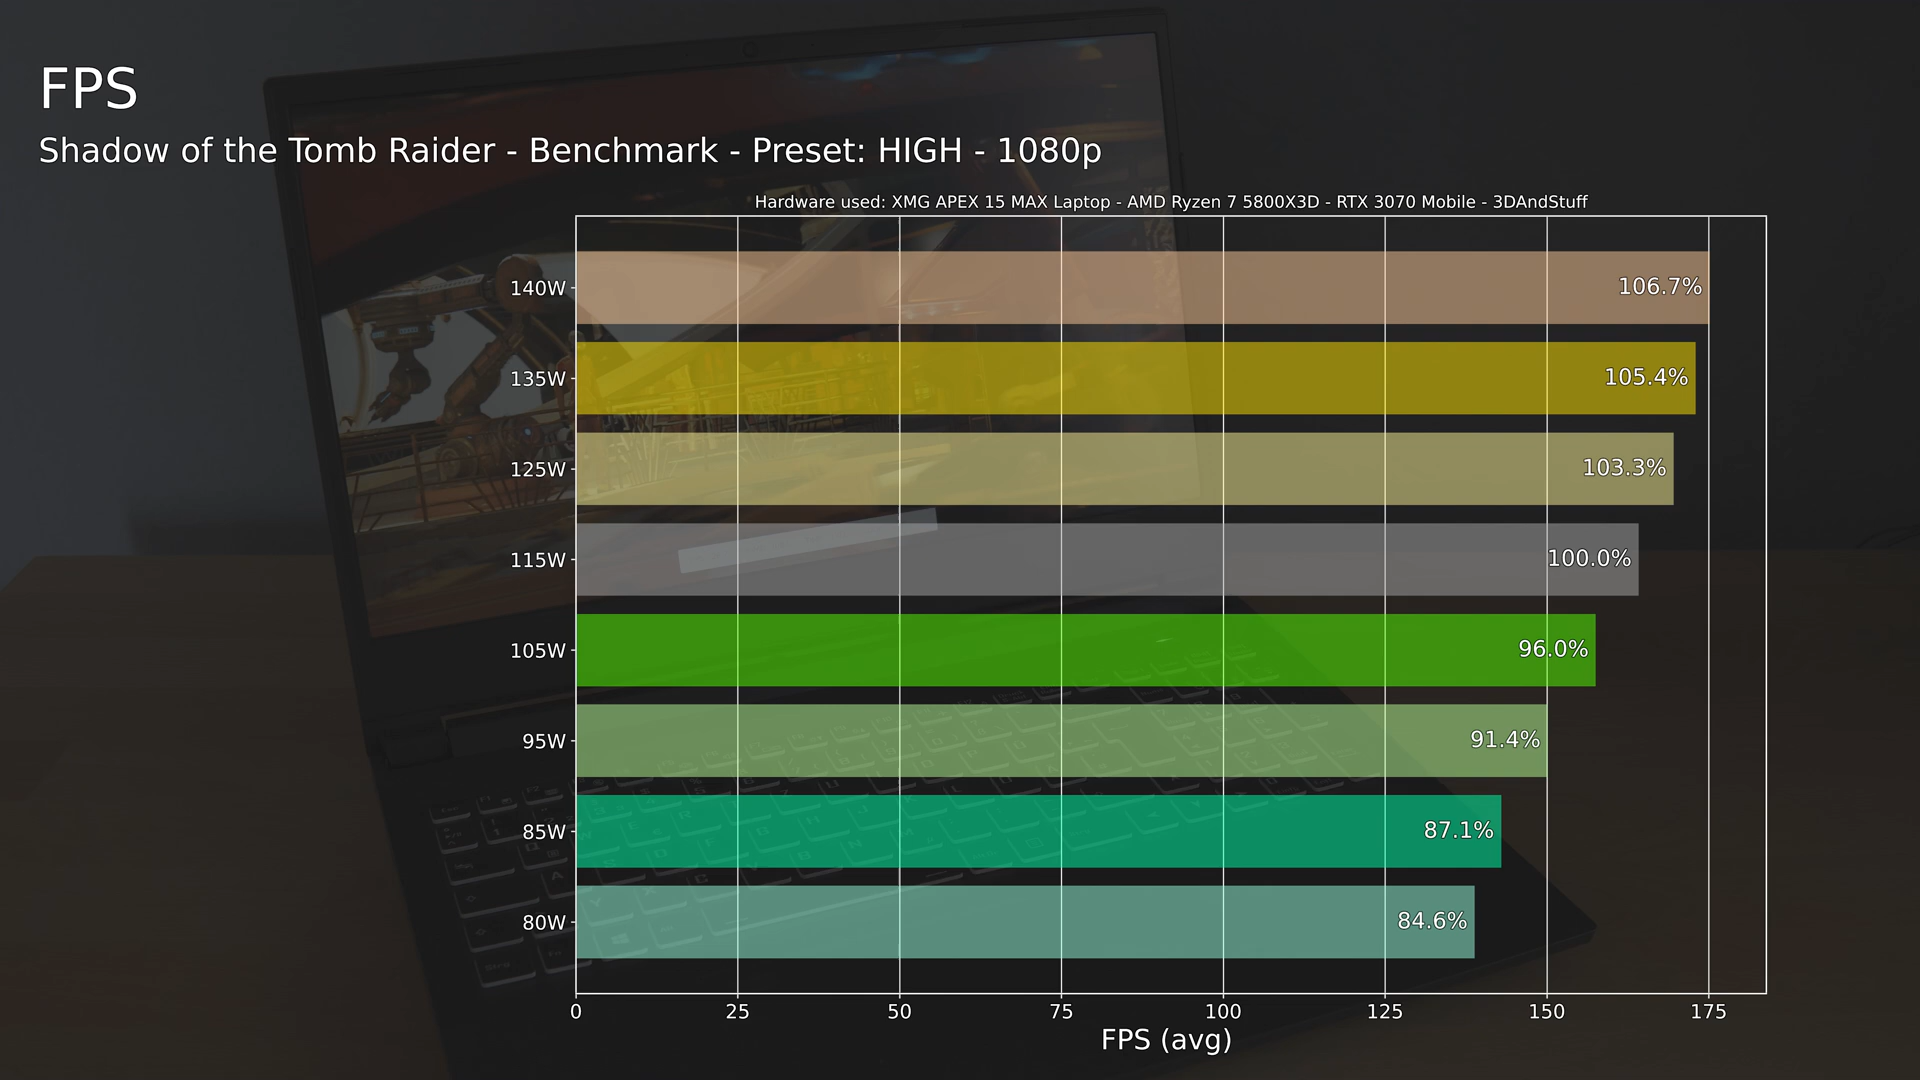 FPS
Shadow of the Tomb Raider - Benchmark - Preset: HIGH - 1080p
Hardware used: XMG APEX 15 MAX Laptop - AMD Ryzen 7 5800X3D - RTX 3070 Mobile - 3DAndStuff
140W 106.7%
135W 105.4%
125W 103.3%
115W 100.0%
105W 96.0%
95W 91.4%
85W 87.1%
80W 84.6%
0 25 50 75 100 125 150 175
FPS (avg)